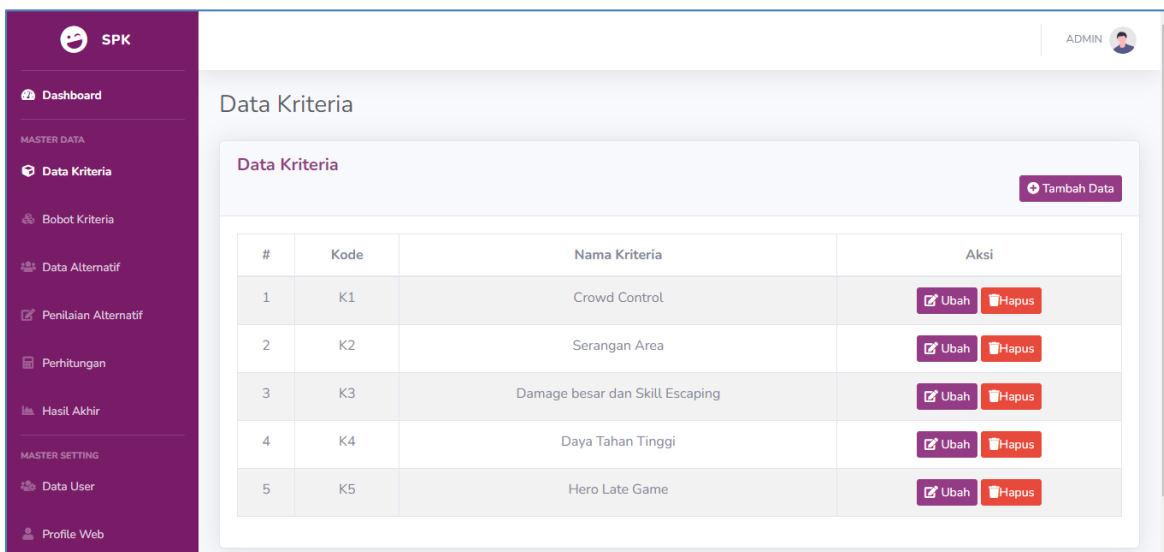 SPK
ADMIN
Dashboard
MASTER DATA
Data Kriteria
Bobot Kriteria
Data Alternatif
Penilaian Alternatif
Perhitungan
Hasil Akhir
MASTER SETTING
Data User
Profile Web
Data Kriteria
Data Kriteria
Tambah Data
# Kode Nama Kriteria Aksi
1 K1 Crowd Control Ubah Hapus
2 K2 Serangan Area Ubah Hapus
3 K3 Damage besar dan Skill Escaping Ubah Hapus
4 K4 Daya Tahan Tinggi Ubah Hapus
5 K5 Hero Late Game Ubah Hapus